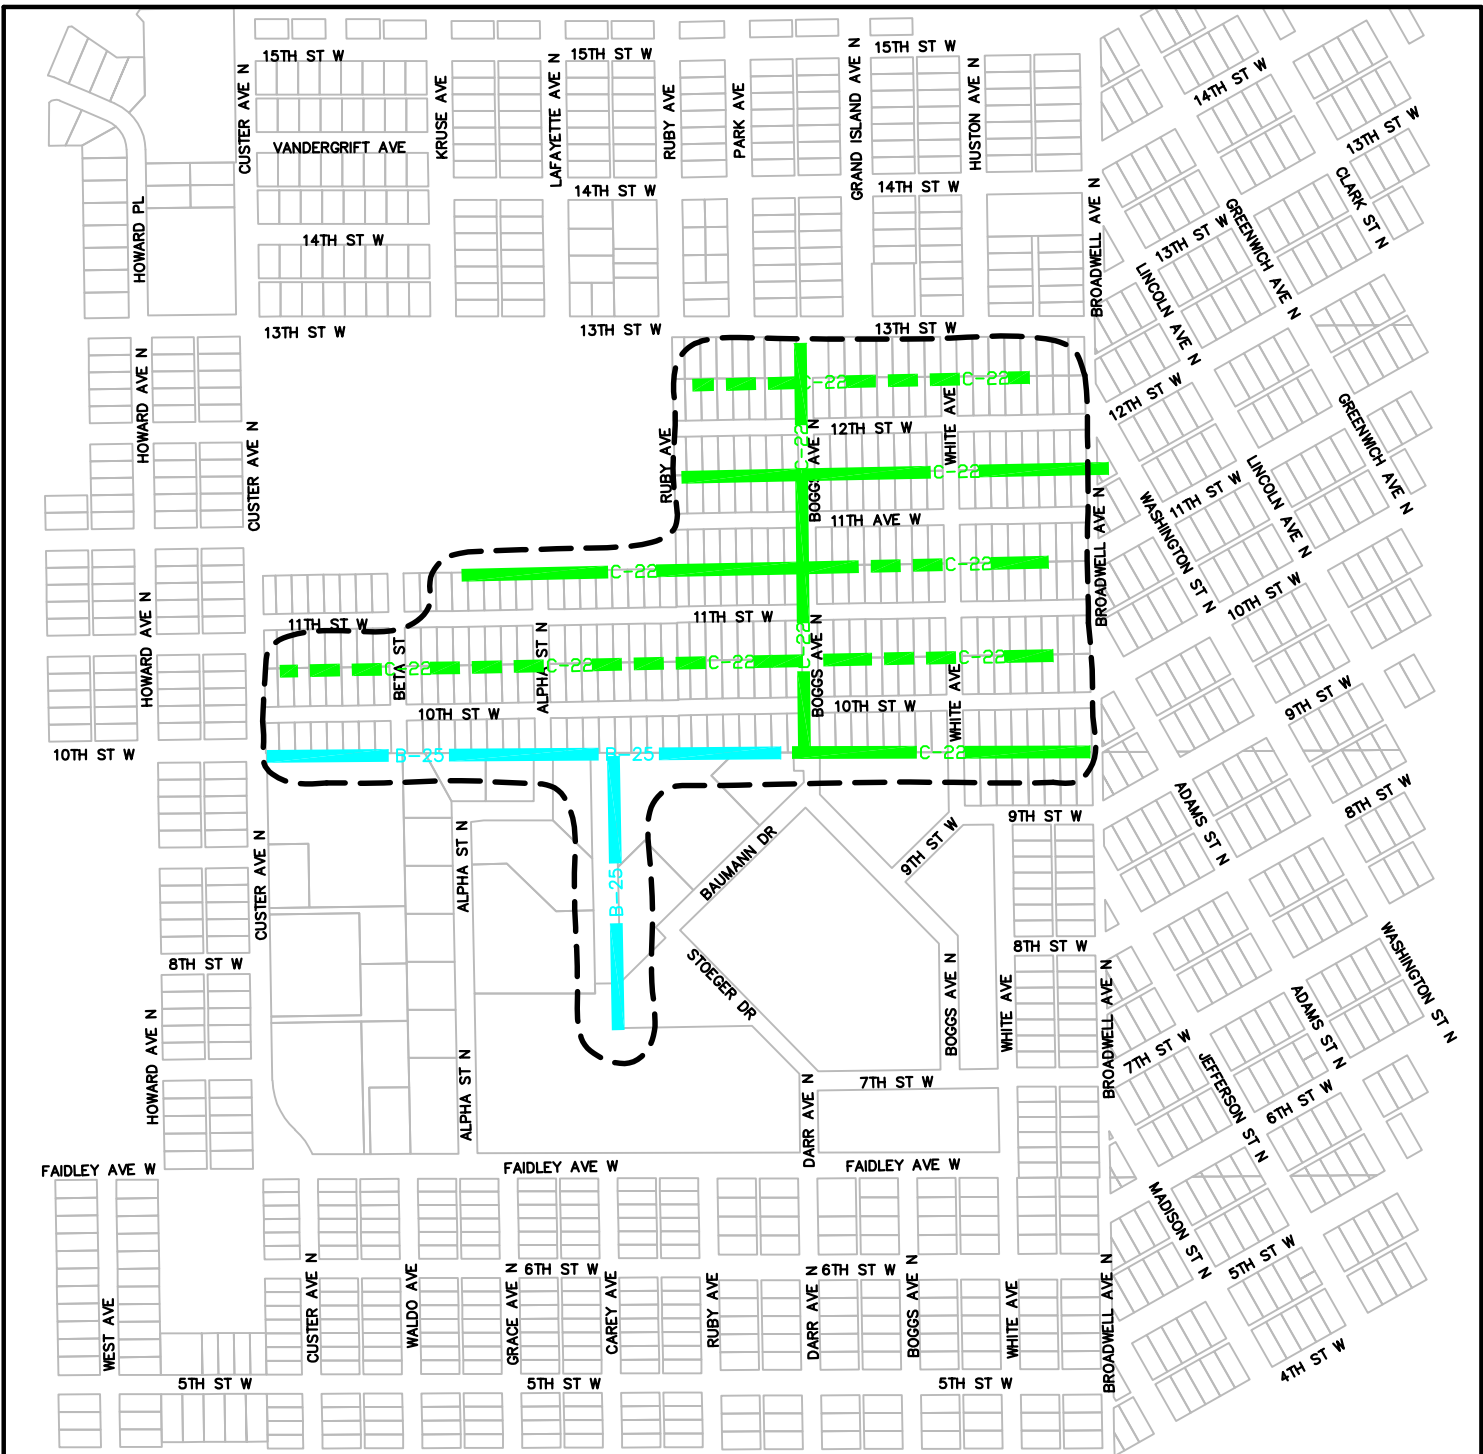 15TH ST W
15TH ST W
15TH ST W
CUSTER AVE N
KRUSE AVE
LAFAYETTE AVE N
RUBY AVE
PARK AVE
GRAND ISLAND AVE N
HUSTON AVE N
14TH ST W
13TH ST W
VANDERGRIFT AVE
14TH ST W
14TH ST W
HOWARD PL
14TH ST W
BROADWELL AVE N
CLARK ST N
GREENWICH AVE N
13TH ST W
LINCOLN AVE N
13TH ST W
13TH ST W
13TH ST W
HOWARD AVE N
C-22
C-22
WHITE AVE
12TH ST W
GREENWICH AVE N
CUSTER AVE N
RUBY AVE
C-22
BOGGS AVE N
12TH ST W
C-22
LINCOLN AVE N
11TH ST W
11TH AVE W
BROADWELL AVE N
WASHINGTON ST N
C-22
C-22
10TH ST W
HOWARD AVE N
11TH ST W
11TH ST W
BETA ST
ALPHA ST N
C-22
BOGGS AVE N
C-22
C-22
C-22
C-22
WHITE AVE
10TH ST W
10TH ST W
9TH ST W
10TH ST W
B-25
B-25
C-22
ADAMS ST N
8TH ST W
9TH ST W
CUSTER AVE N
ALPHA ST N
BAUMANN DR
9TH ST W
B-25
8TH ST W
8TH ST W
STOEGER DR
BOGGS AVE N
WHITE AVE
BROADWELL AVE N
WASHINGTON ST N
ADAMS ST N
HOWARD AVE N
ALPHA ST N
7TH ST W
7TH ST W
JEFFERSON ST N
6TH ST W
DARR AVE N
FAIDLEY AVE W
FAIDLEY AVE W
FAIDLEY AVE W
MADISON ST N
5TH ST W
WEST AVE
CUSTER AVE N
WALDO AVE
GRACE AVE N
6TH ST W
CAREY AVE
RUBY AVE
DARR AVE N
6TH ST W
BOGGS AVE N
WHITE AVE
BROADWELL AVE N
4TH ST W
5TH ST W
5TH ST W
5TH ST W